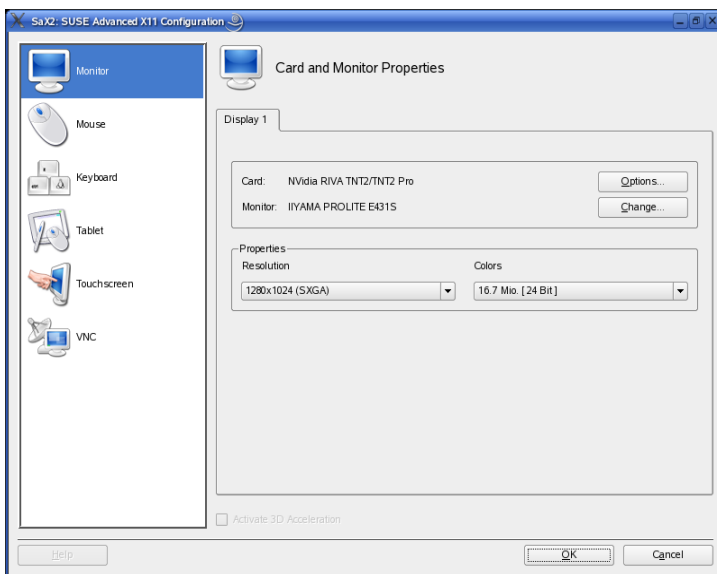 SaX2: SUSE Advanced X11 Configuration
Monitor
Mouse
Keyboard
Tablet
Touchscreen
VNC
Card and Monitor Properties
Display 1
Card: NVidia RIVA TNT2/TNT2 Pro
Options...
Monitor: IIYAMA PROLITE E431S
Change...
Properties
Resolution Colors
1280x1024 (SXGA) 16.7 Mio. [ 24 Bit ]
Activate 3D Acceleration
Help OK Cancel